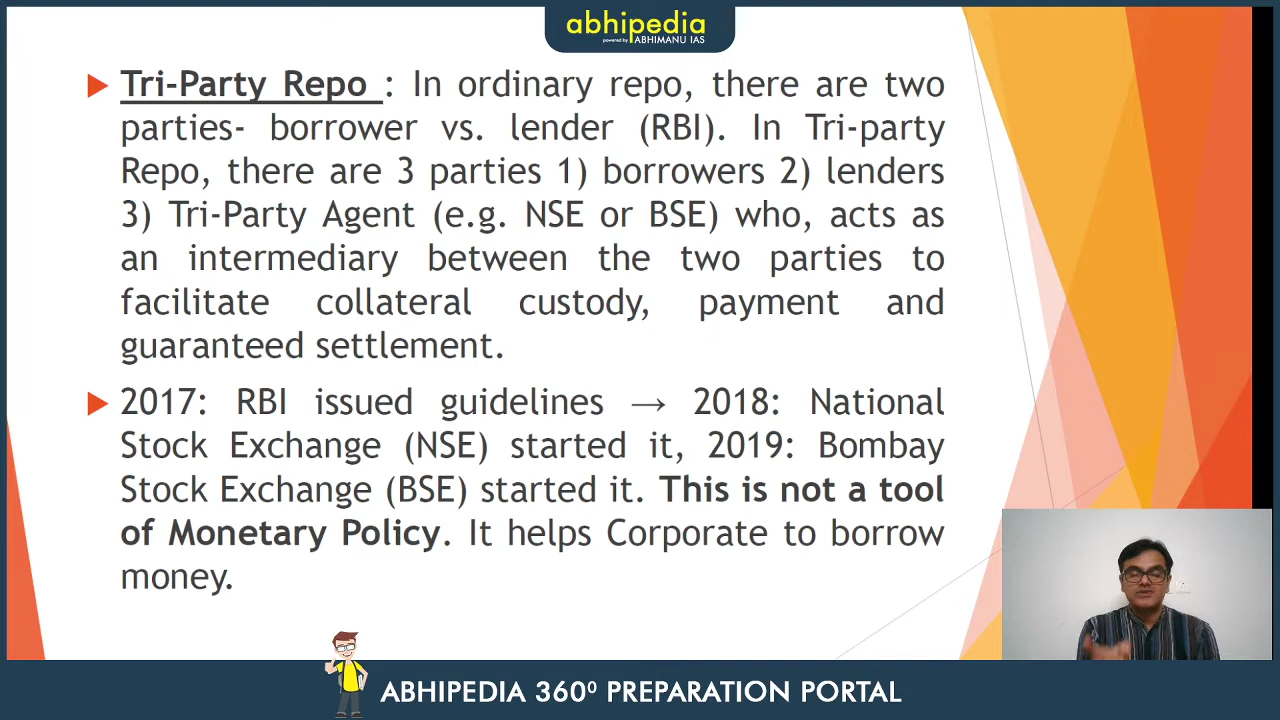 abhipedia
powered by ABHIMANU IAS
Tri-Party Repo : In ordinary repo, there are two
parties- borrower vs. lender (RBI). In Tri-party
Repo, there are 3 parties 1) borrowers 2) lenders
3) Tri-Party Agent (e.g. NSE or BSE) who, acts as
an intermediary between the two parties to
facilitate collateral custody, payment and
guaranteed settlement.
2017: RBI issued guidelines → 2018: National
Stock Exchange (NSE) started it, 2019: Bombay
Stock Exchange (BSE) started it. This is not a tool
of Monetary Policy. It helps Corporate to borrow
money.
ABHIPEDIA 360⁰ PREPARATION PORTAL